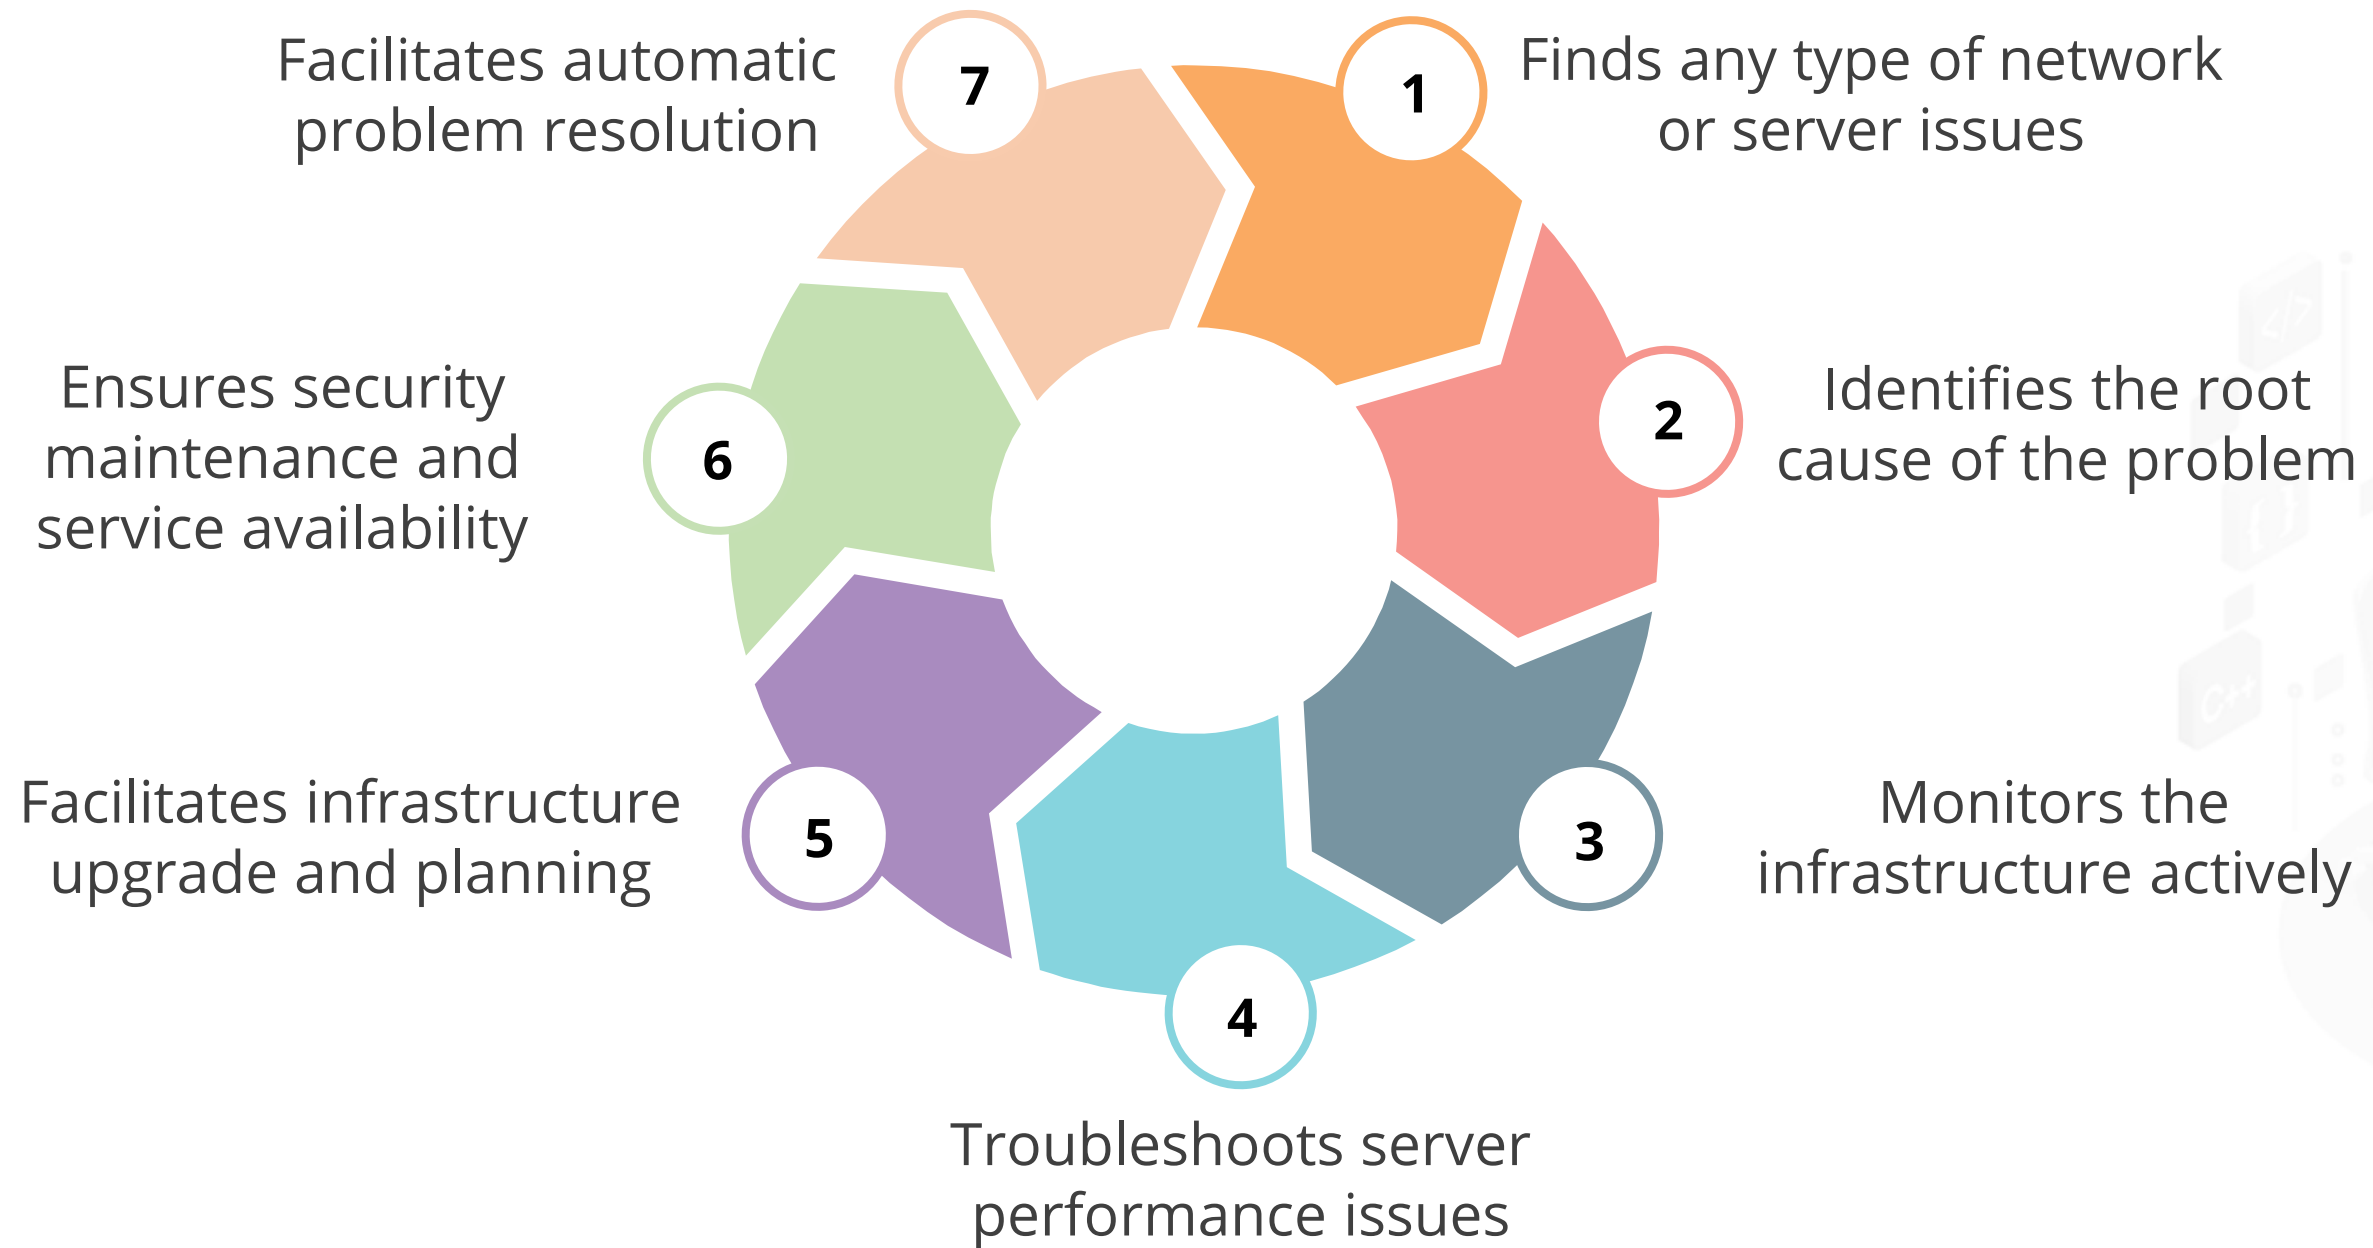 1
Finds any type of network
or server issues
2
Identifies the root
cause of the problem
3
Monitors the
infrastructure actively
4
Troubleshoots server
performance issues
5
Facilitates infrastructure
upgrade and planning
6
Ensures security
maintenance and
service availability
7
Facilitates automatic
problem resolution
</>
{ }
C++